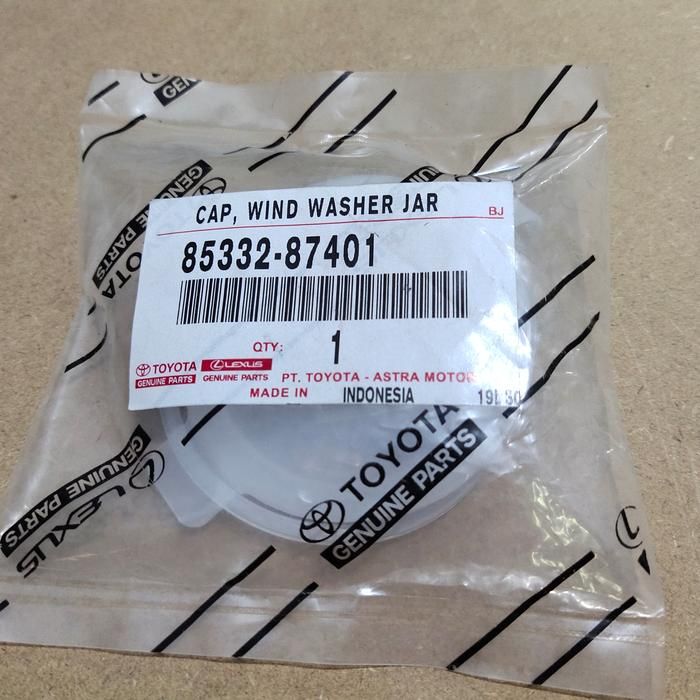 GEN
GENUINE PARTS
CAP, WIND WASHER JAR
BJ
85332-87401
QTY: 1
TOYOTA LEXUS
GENUINE PARTS GENUINE PARTS PT. TOYOTA - ASTRA MOTOR
MADE IN INDONESIA
TOYOTA
GENUINE PARTS
LEXUS
GENUINE PARTS